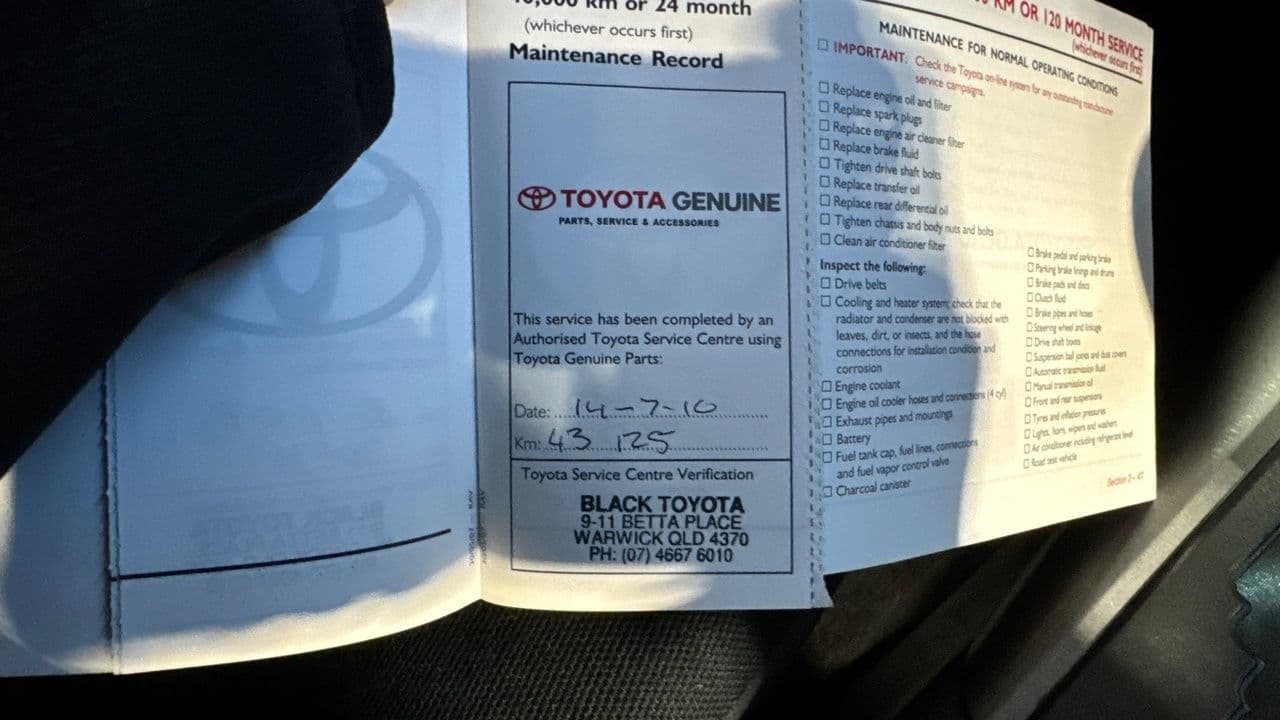 km or 24 month
(whichever occurs first)
Maintenance Record
TOYOTA GENUINE
PARTS, SERVICE & ACCESSORIES
This service has been completed by an
Authorised Toyota Service Centre using
Toyota Genuine Parts:
Date: 14-7-10
Km: 43 125
Toyota Service Centre Verification
BLACK TOYOTA
9-11 BETTA PLACE
WARWICK QLD 4370
PH: (07) 4667 6010
KM OR 120 MONTH SERVICE
(whichever occurs first)
MAINTENANCE FOR NORMAL OPERATING CONDITIONS
☐ IMPORTANT: Check the Toyota on-line system for any outstanding manufacturer
service campaigns.
☐ Replace engine oil and filter
☐ Replace spark plugs
☐ Replace engine air cleaner filter
☐ Replace brake fluid
☐ Tighten drive shaft bolts
☐ Replace transfer oil
☐ Replace rear differential oil
☐ Tighten chassis and body nuts and bolts
☐ Clean air conditioner filter
Inspect the following:
☐ Drive belts
☐ Cooling and heater system; check that the
radiator and condenser are not blocked with
leaves, dirt, or insects, and the hose
connections for installation condition and
corrosion
☐ Engine coolant
☐ Engine oil cooler hoses and connections (4 cyl)
☐ Exhaust pipes and mountings
☐ Battery
☐ Fuel tank cap, fuel lines, connections
and fuel vapor control valve
☐ Charcoal canister
☐ Brake pedal and parking brake
☐ Parking brake linings and drums
☐ Brake pads and discs
☐ Clutch fluid
☐ Brake pipes and hoses
☐ Steering wheel and linkage
☐ Drive shaft boots
☐ Suspension ball joints and dust covers
☐ Automatic transmission fluid
☐ Manual transmission oil
☐ Front and rear suspensions
☐ Tyres and inflation pressures
☐ Lights, horn, wipers and washers
☐ Air conditioner including refrigerant level
☐ Road test vehicle
Section 2 – 47